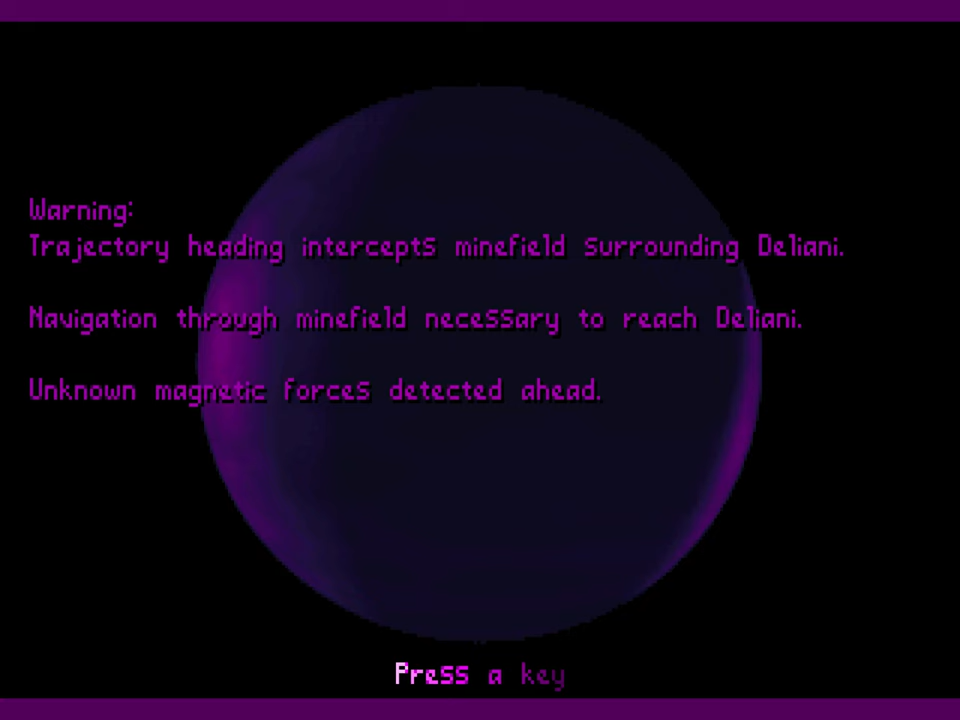 Warning:
Trajectory heading intercepts minefield surrounding Deliani.
Navigation through minefield necessary to reach Deliani.
Unknown magnetic forces detected ahead.
Press a key